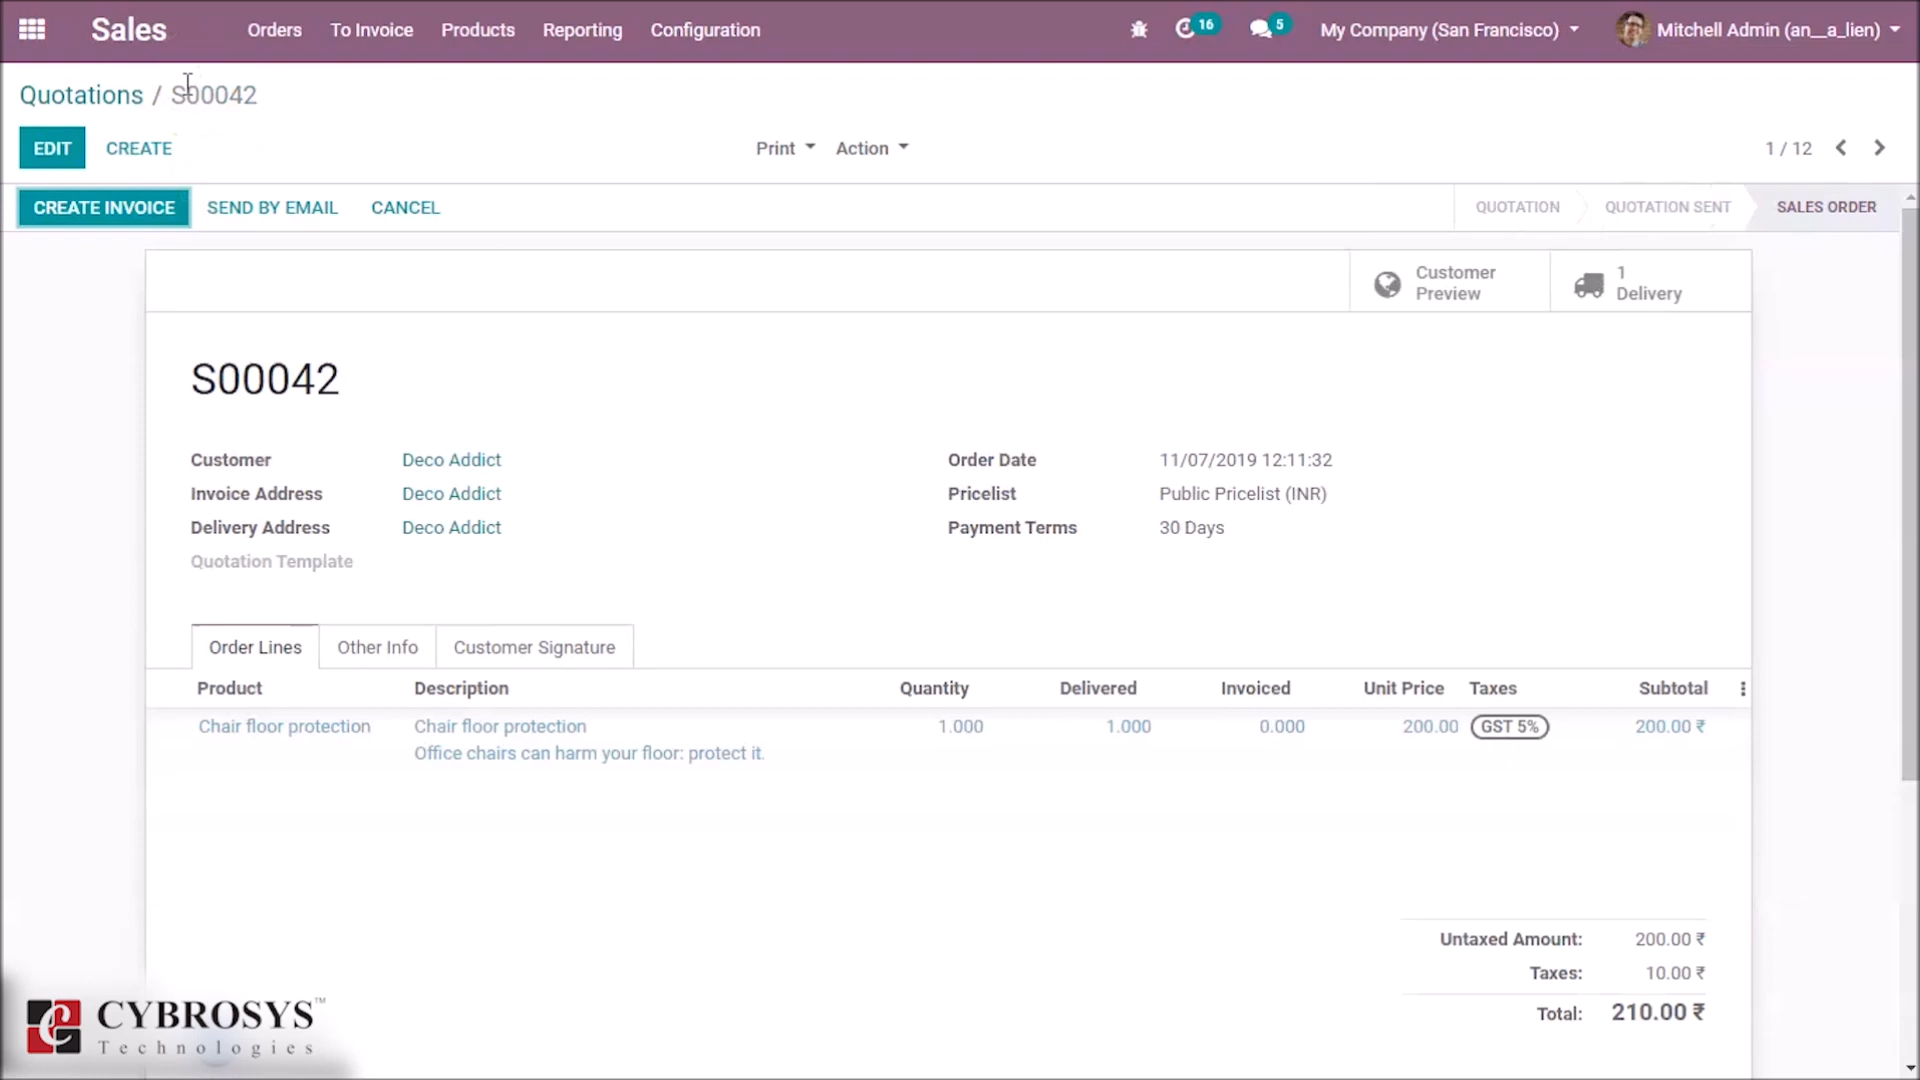 Sales Orders To Invoice Products Reporting Configuration 16 5 My Company (San Francisco) Mitchell Admin (an__a_lien)
Quotations / S00042
EDIT CREATE Print Action 1 / 12
CREATE INVOICE SEND BY EMAIL CANCEL QUOTATION QUOTATION SENT SALES ORDER
Customer Preview 1 Delivery
S00042
Customer Deco Addict Order Date 11/07/2019 12:11:32
Invoice Address Deco Addict Pricelist Public Pricelist (INR)
Delivery Address Deco Addict Payment Terms 30 Days
Quotation Template
Order Lines Other Info Customer Signature
Product Description Quantity Delivered Invoiced Unit Price Taxes Subtotal
Chair floor protection Chair floor protection 1.000 1.000 0.000 200.00 GST 5% 200.00 ₹
Office chairs can harm your floor: protect it.
Untaxed Amount: 200.00 ₹
Taxes: 10.00 ₹
Total: 210.00 ₹
CYBROSYS™
Technologies